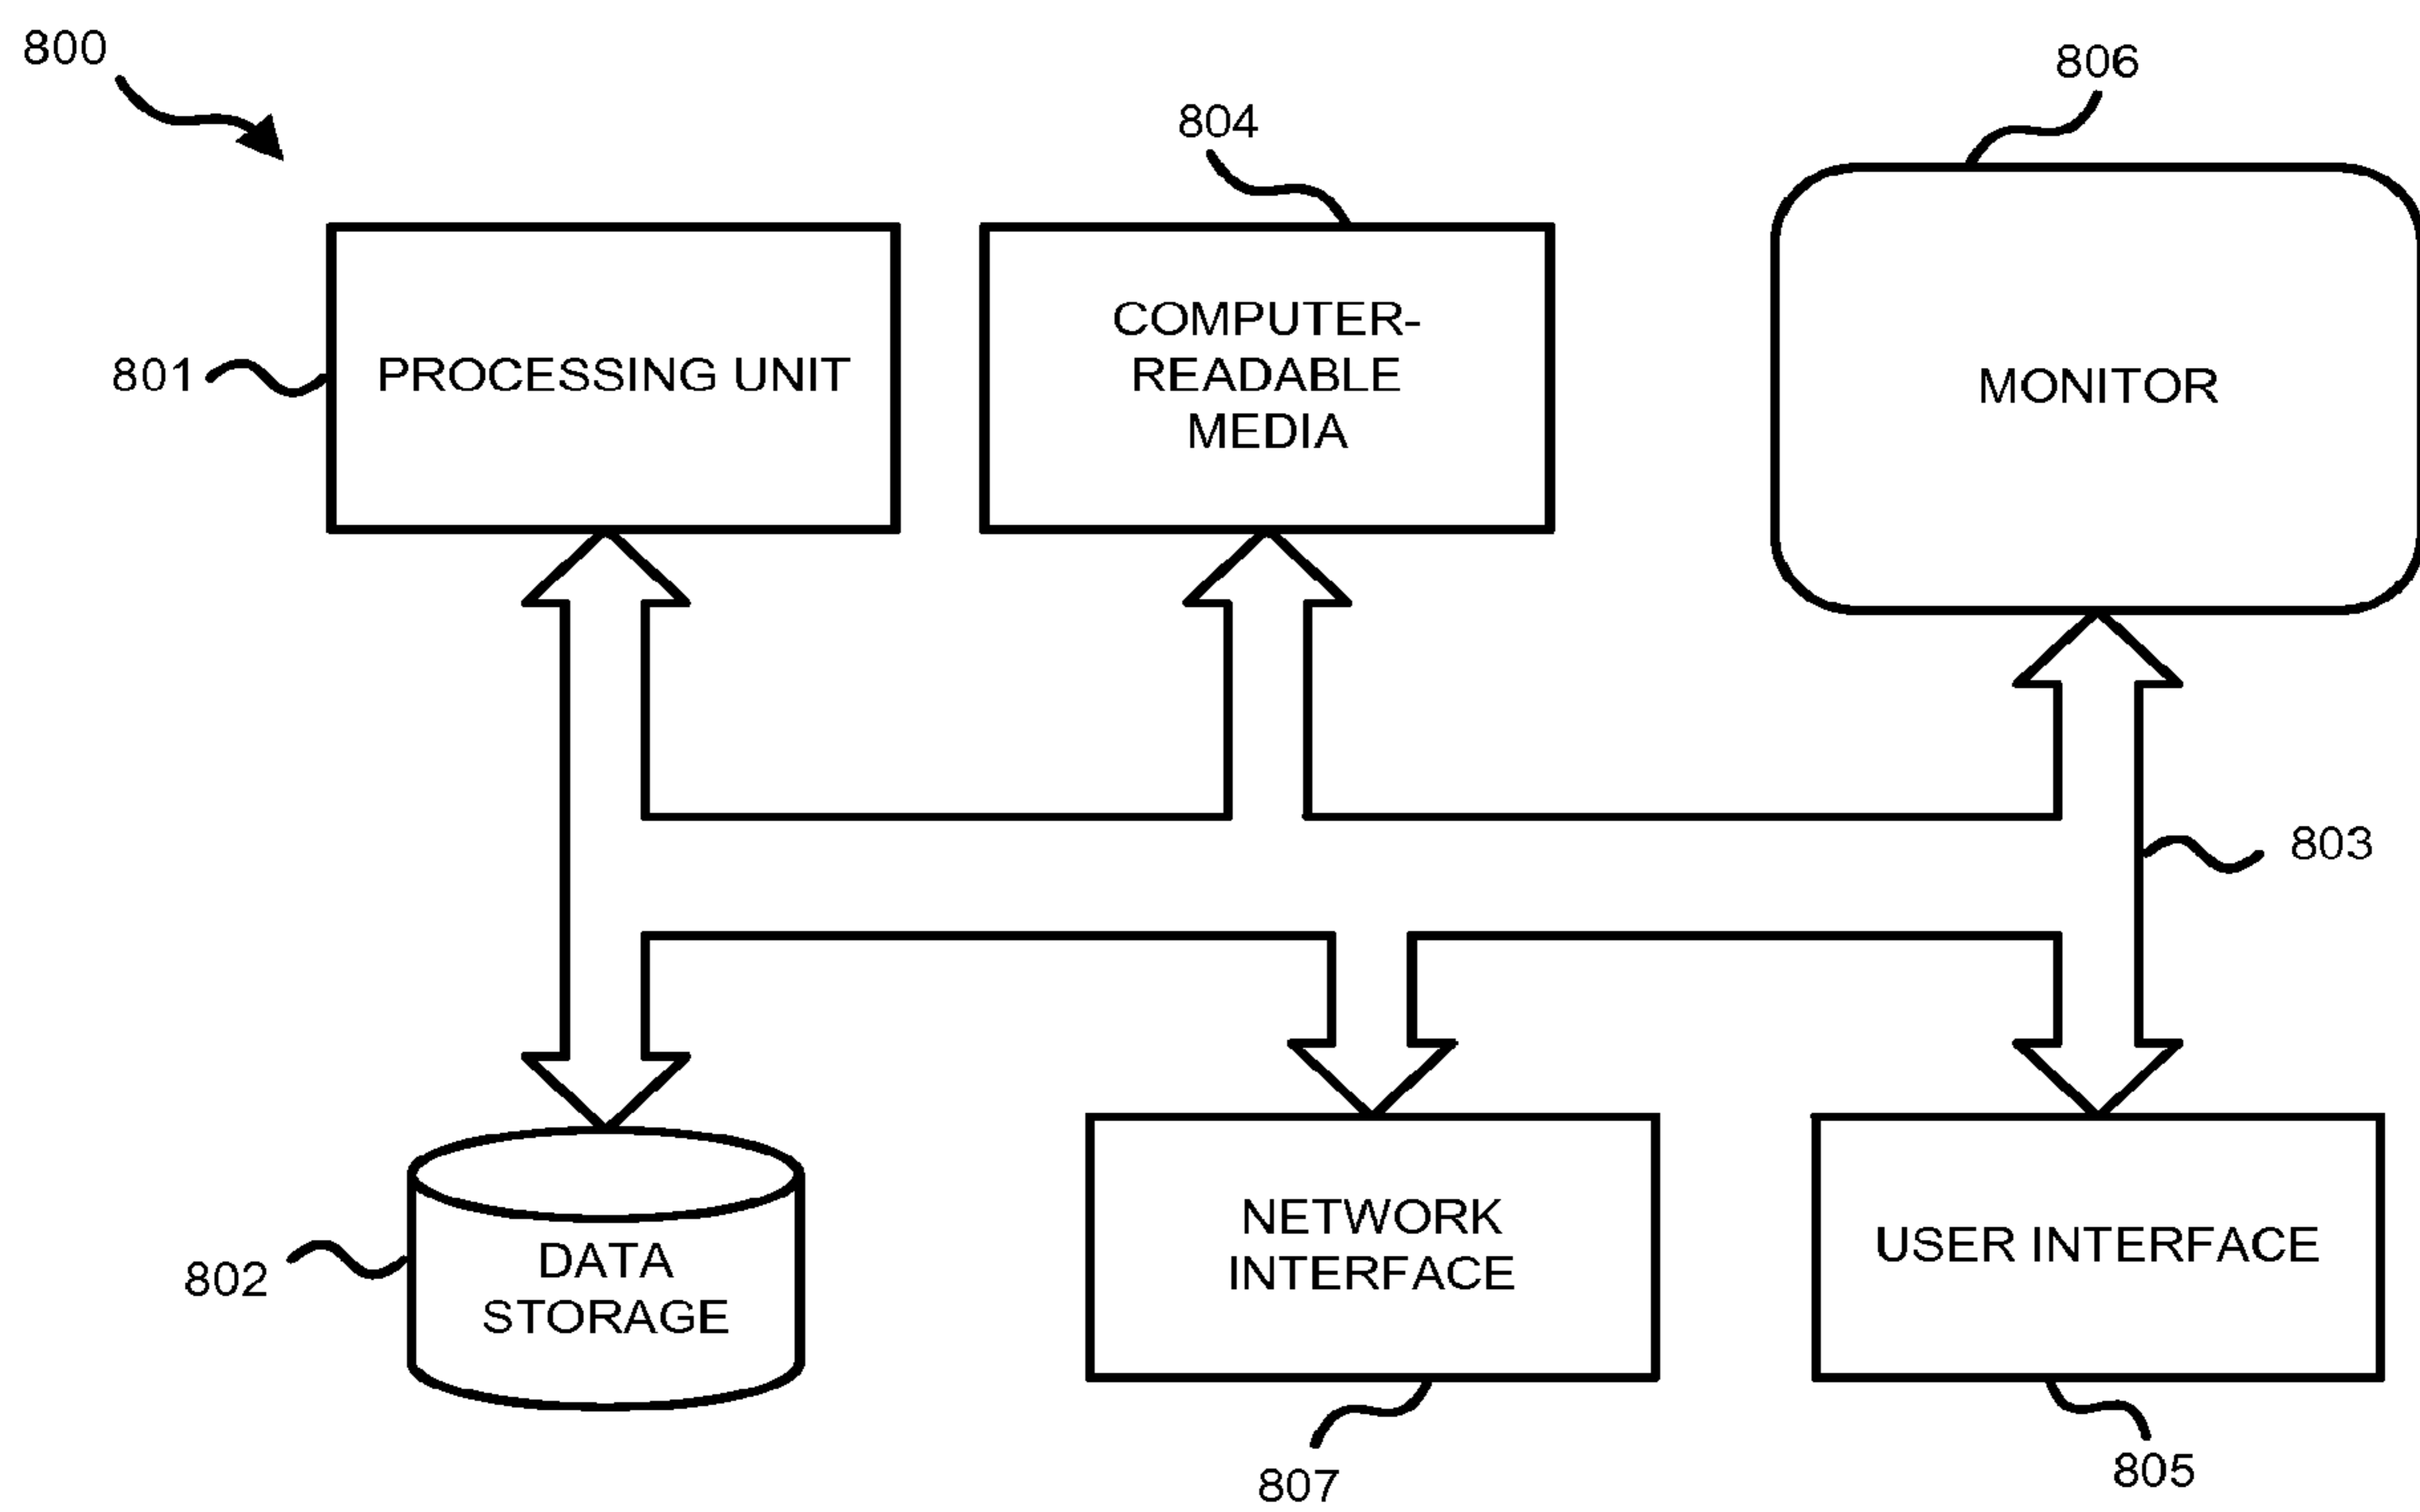 800
806
804
COMPUTER-
READABLE
MEDIA
801
PROCESSING UNIT
MONITOR
803
802
DATA
STORAGE
NETWORK
INTERFACE
USER INTERFACE
807
805